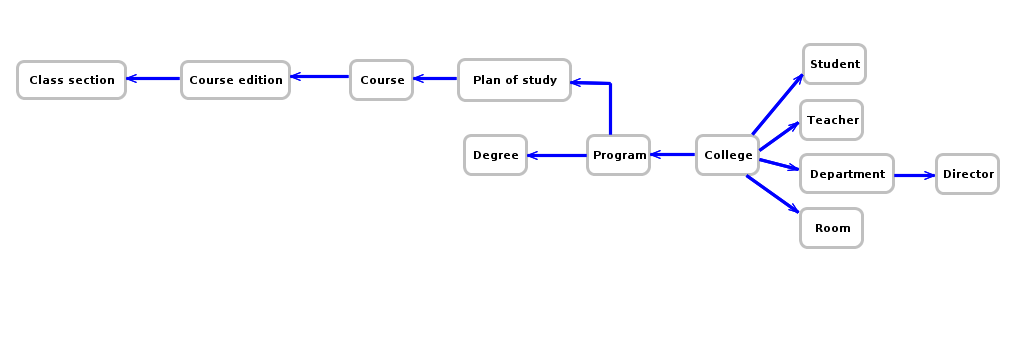 Student
Class section
Course edition
Course
Plan of study
Teacher
Degree
Program
College
Department
Director
Room